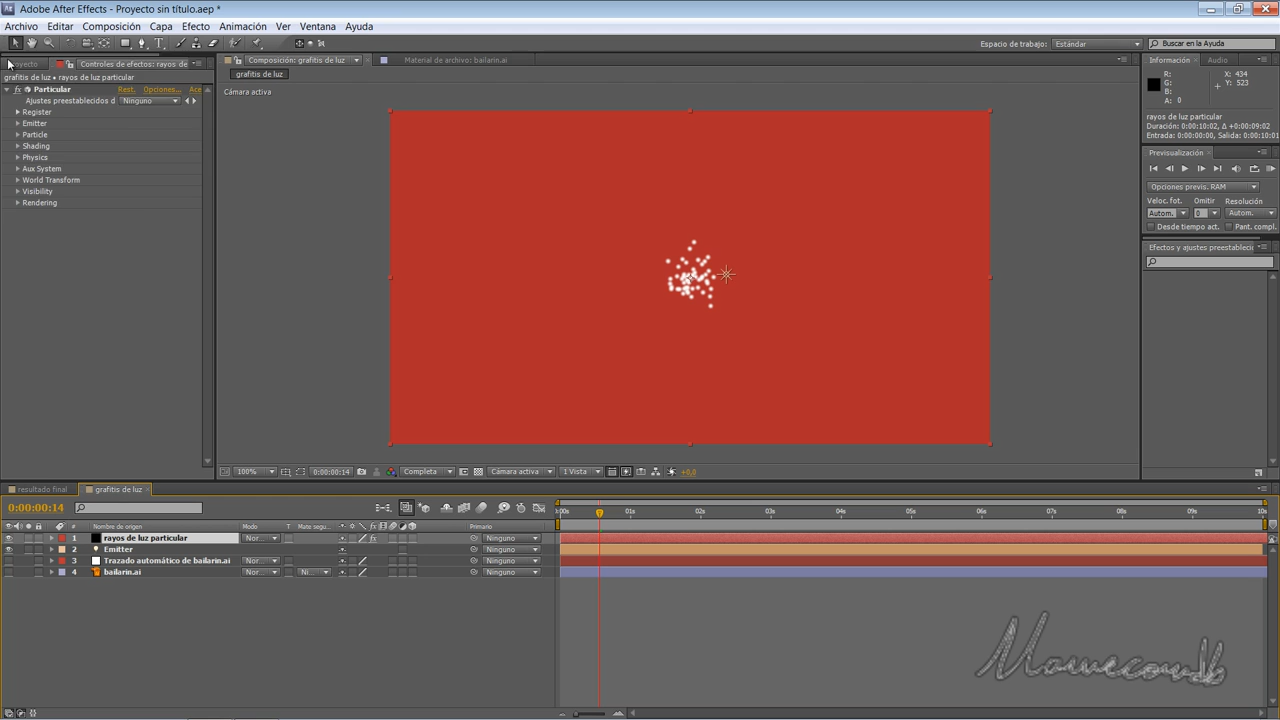 Adobe After Effects - Proyecto sin título.aep *
Archivo Editar Composición Capa Efecto Animación Ver Ventana Ayuda
Espacio de trabajo: Estándar Buscar en la Ayuda
Controles de efectos: rayos de
grafitis de luz • rayos de luz particular
Particular Rest. Opciones... Ace
Ajustes preestablecidos d Ninguno
Register
Emitter
Particle
Shading
Physics
Aux System
World Transform
Visibility
Rendering
Composición: grafitis de luz Material de archivo: bailarin.ai
grafitis de luz
Cámara activa
100% 0:00:00:14 Completa Cámara activa 1 Vista +0,0
Información Audio
R: X: 434
G: Y: 523
B:
A: 0
rayos de luz particular
Duración: 0:00:10:02, Δ +0:00:09:02
Entrada: 0:00:00:00, Salida: 0:00:10:01
Previsualización
Opciones previs. RAM
Veloc. fot. Omitir Resolución
Autom. 0 Autom.
Desde tiempo act. Pant. compl.
Efectos y ajustes preestablecid
resultado final grafitis de luz
0:00:00:14
:00s 01s 02s 03s 04s 05s 06s 07s 08s 09s 10s
# Nombre de origen Modo T Mate segu... fx Primario
1 rayos de luz particular Nor... fx Ninguno
2 Emitter Ninguno
3 Trazado automático de bailarin.ai Nor... Ninguno
4 bailarin.ai Nor... Ni... Ninguno